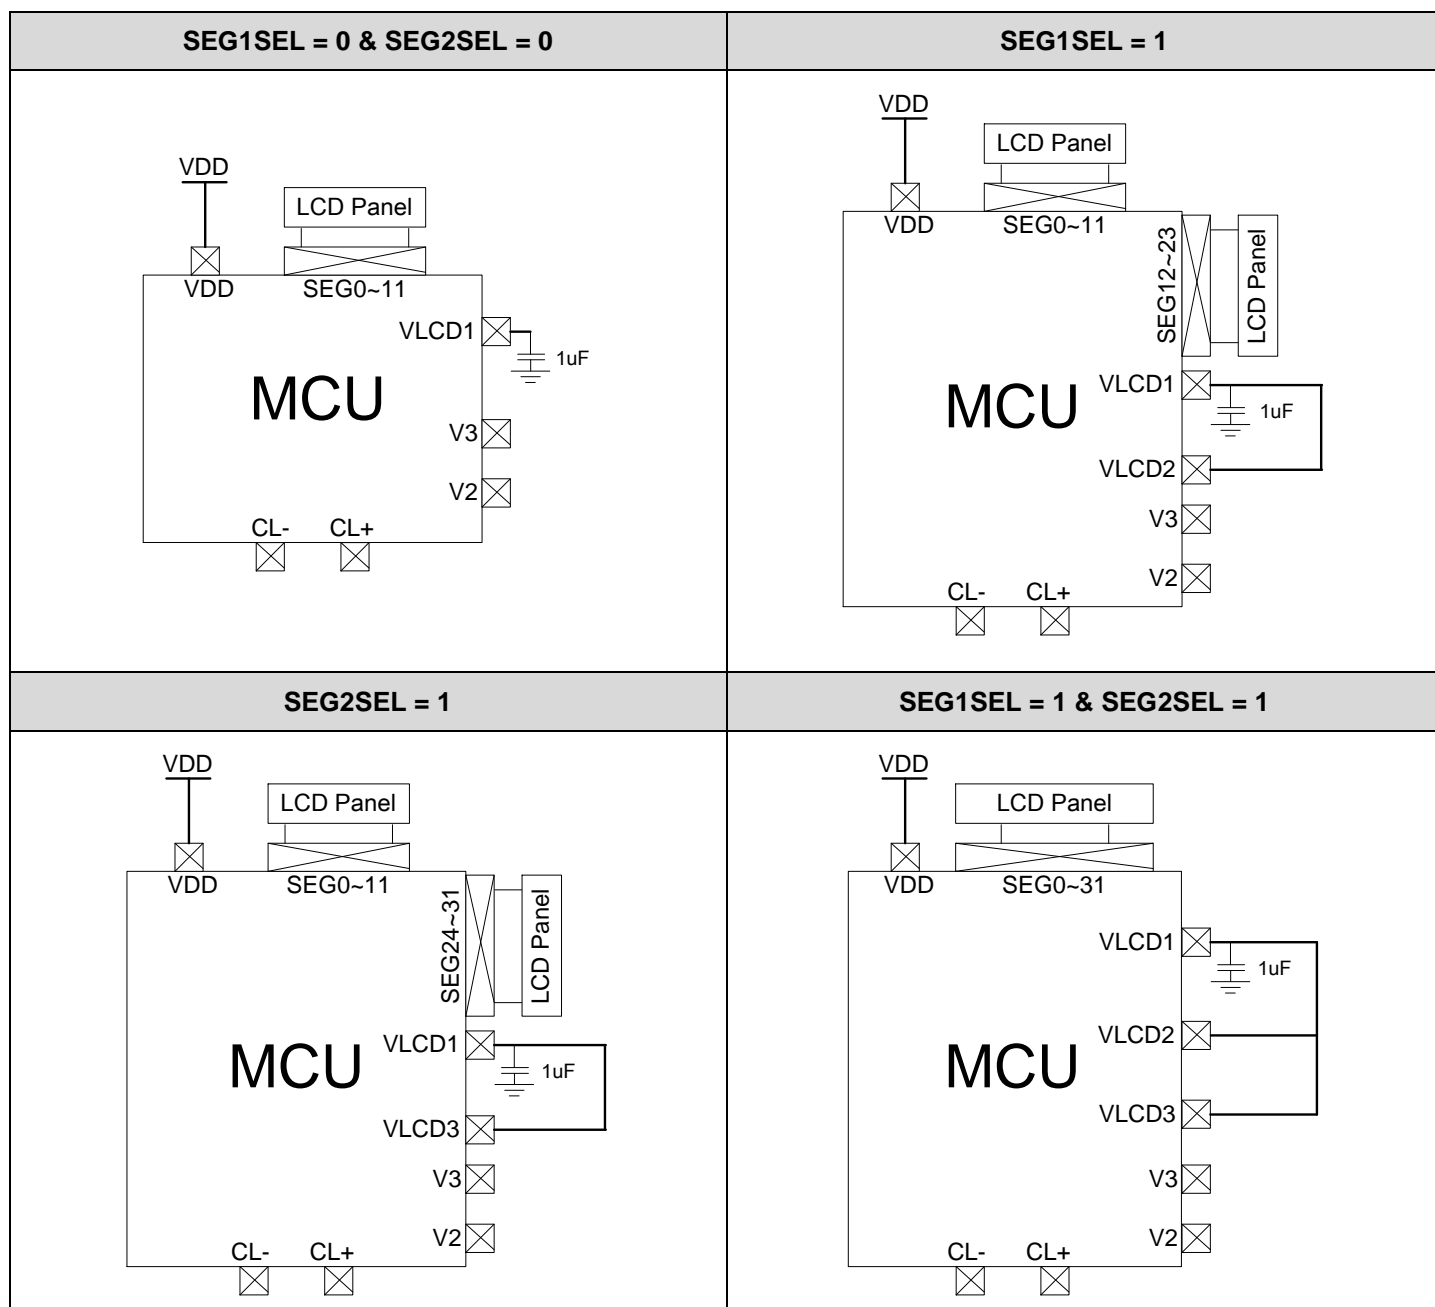 SEG1SEL = 0 & SEG2SEL = 0
VDD
LCD Panel
VDD
SEG0~11
VLCD1
1uF
MCU
V3
V2
CL-
CL+
SEG1SEL = 1
VDD
LCD Panel
VDD
SEG0~11
SEG12~23
LCD Panel
VLCD1
1uF
MCU
VLCD2
V3
V2
CL-
CL+
SEG2SEL = 1
VDD
LCD Panel
VDD
SEG0~11
SEG24~31
LCD Panel
VLCD1
1uF
MCU
VLCD3
V3
V2
CL-
CL+
SEG1SEL = 1 & SEG2SEL = 1
VDD
LCD Panel
VDD
SEG0~31
VLCD1
1uF
VLCD2
MCU
VLCD3
V3
V2
CL-
CL+